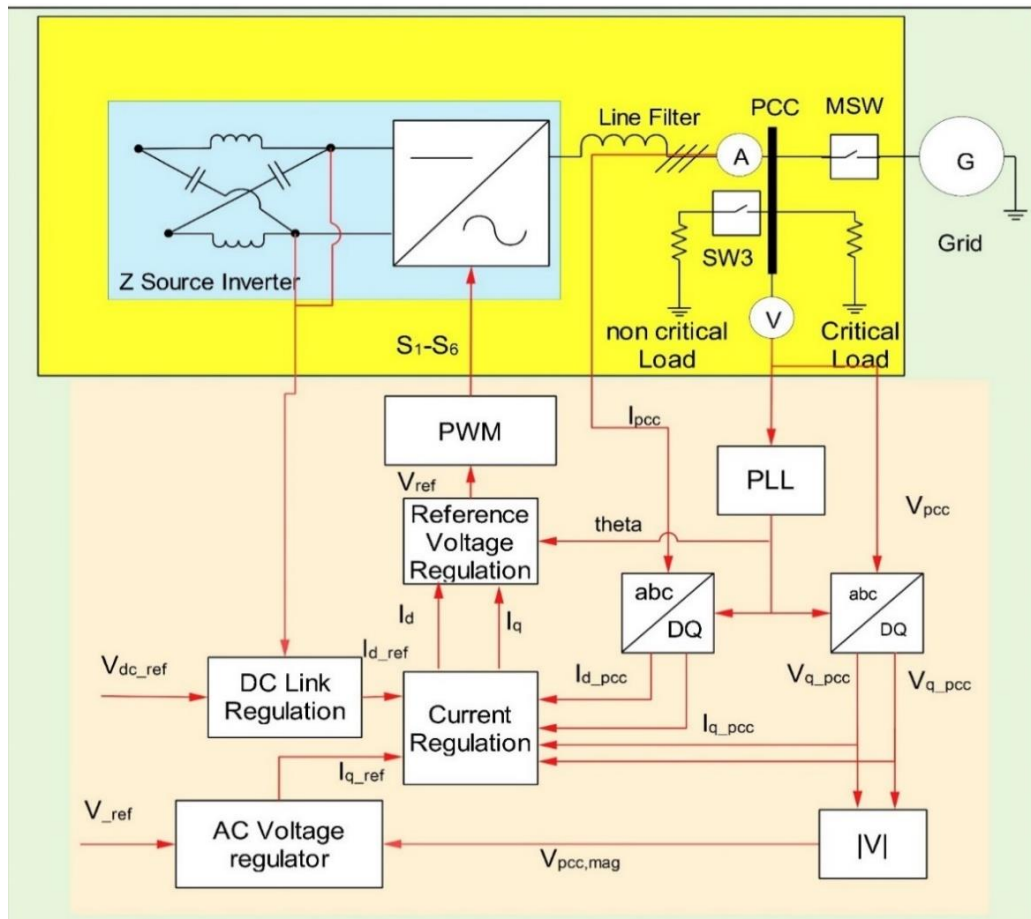 Line Filter
PCC
MSW
A
G
SW3
Grid
Z Source Inverter
V
non critical
Load
Critical
Load
S1-S6
Ipcc
PWM
PLL
Vref
Vpcc
Reference
Voltage
Regulation
theta
abc
DQ
abc
DQ
Id
Iq
Vdc_ref
Id_ref
Id_pcc
Vq_pcc
Vq_pcc
DC Link
Regulation
Current
Regulation
Iq_pcc
Iq_ref
V_ref
AC Voltage
regulator
Vpcc,mag
|V|